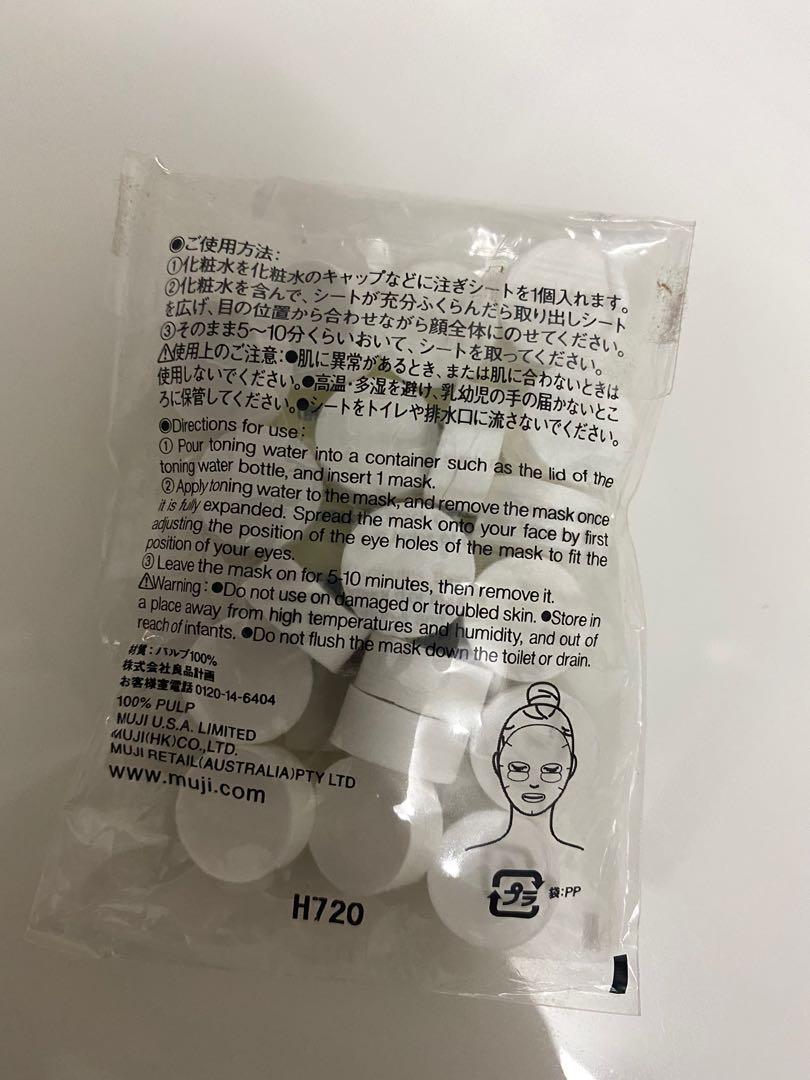 ◉ご使用方法:
①化粧水を化粧水のキャップなどに注ぎシートを1個入れます。
②化粧水を含んで、シートが充分ふくらんだら取り出しシート
を広げ、目の位置から合わせながら顔全体にのせてください。
③そのまま5〜10分くらいおいて、シートを取ってください。
⚠使用上のご注意:●肌に異常があるとき、または肌に合わないときは
使用しないでください。●高温・多湿を避け、乳幼児の手の届かないとこ
ろに保管してください。●シートをトイレや排水口に流さないでください。
◉Directions for use:
① Pour toning water into a container such as the lid of the
toning water bottle, and insert 1 mask.
② Apply toning water to the mask, and remove the mask once
it is fully expanded. Spread the mask onto your face by first
adjusting the position of the eye holes of the mask to fit the
position of your eyes.
③ Leave the mask on for 5-10 minutes, then remove it.
⚠Warning: ●Do not use on damaged or troubled skin. ●Store in
a place away from high temperatures and humidity, and out of
reach of infants. ●Do not flush the mask down the toilet or drain.
材質:パルプ100%
株式会社良品計画
お客様室電話 0120-14-6404
100% PULP
MUJI U.S.A. LIMITED
MUJI(HK)CO.,LTD.
MUJI RETAIL(AUSTRALIA)PTY LTD
www.muji.com
プラ 袋:PP
H720